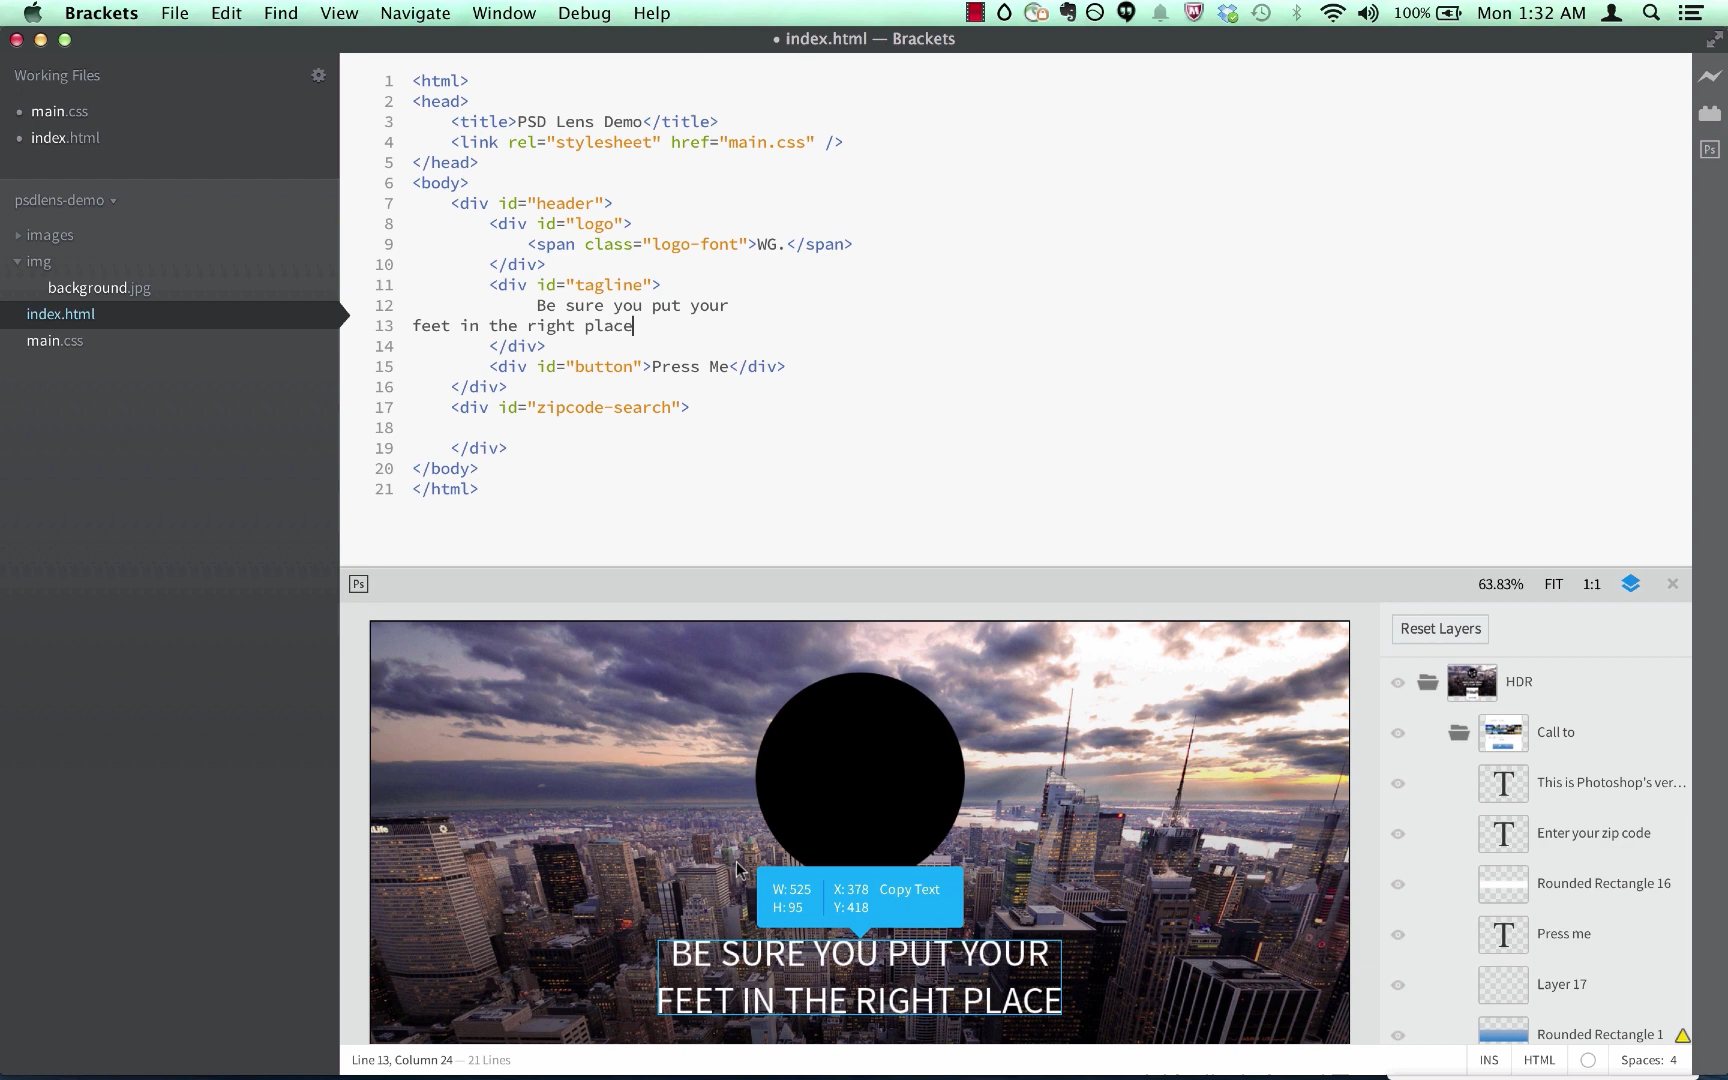 Brackets File Edit Find View Navigate Window Debug Help 100% Mon 1:32 AM
• index.html — Brackets
Working Files
• main.css
• index.html
psdlens-demo
images
img
background.jpg
index.html
main.css
1 <html>
2 <head>
3 <title>PSD Lens Demo</title>
4 <link rel="stylesheet" href="main.css" />
5 </head>
6 <body>
7 <div id="header">
8 <div id="logo">
9 <span class="logo-font">WG.</span>
10 </div>
11 <div id="tagline">
12 Be sure you put your
13 feet in the right place
14 </div>
15 <div id="button">Press Me</div>
16 </div>
17 <div id="zipcode-search">
18
19 </div>
20 </body>
21 </html>
Ps
Ps 63.83% FIT 1:1
W: 525 X: 378 Copy Text
H: 95 Y: 418
BE SURE YOU PUT YOUR
FEET IN THE RIGHT PLACE
Reset Layers
HDR
Call to
T This is Photoshop's ver...
T Enter your zip code
Rounded Rectangle 16
T Press me
Layer 17
Rounded Rectangle 1
Line 13, Column 24 — 21 Lines INS HTML Spaces: 4